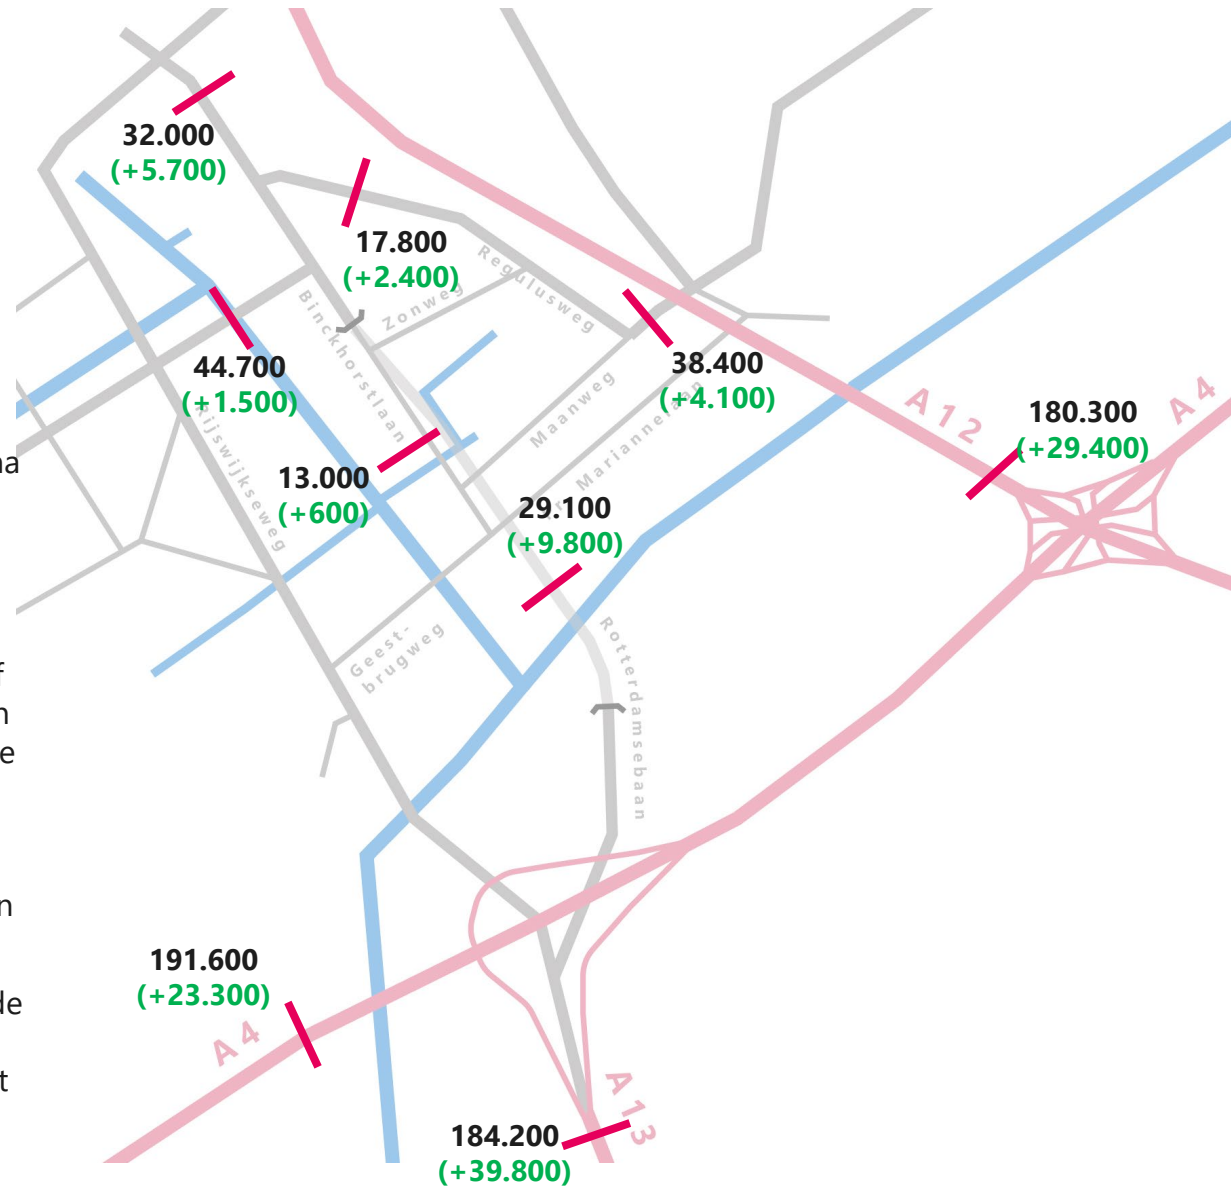 32.000
(+5.700)
17.800
(+2.400)
Regulusweg
Zonweg
Binckhorstlaan
44.700
(+1.500)
38.400
(+4.100)
Maanweg
A12
A4
180.300
(+29.400)
Rijswijkseweg
13.000
(+600)
29.100
(+9.800)
Geest-
brugweg
Rotterdamsebaan
191.600
(+23.300)
A4
A13
184.200
(+39.800)